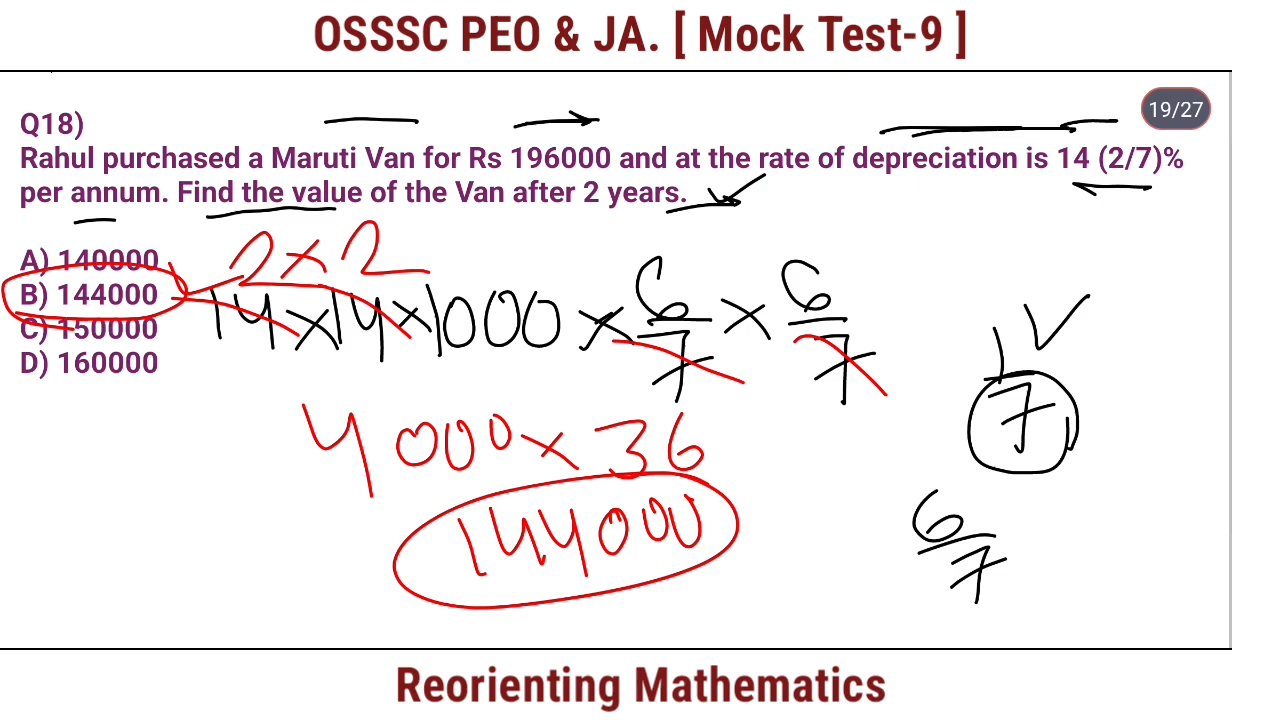 OSSSC PEO & JA. [ Mock Test-9 ]
19/27
Q18)
Rahul purchased a Maruti Van for Rs 196000 and at the rate of depreciation is 14 (2/7)%
per annum. Find the value of the Van after 2 years.
A) 140000
B) 144000
C) 150000
D) 160000
2 × 2
14 × 14 × 1000 × 6/7 × 6/7
1/7
4000 × 36
144000
6/7
Reorienting Mathematics